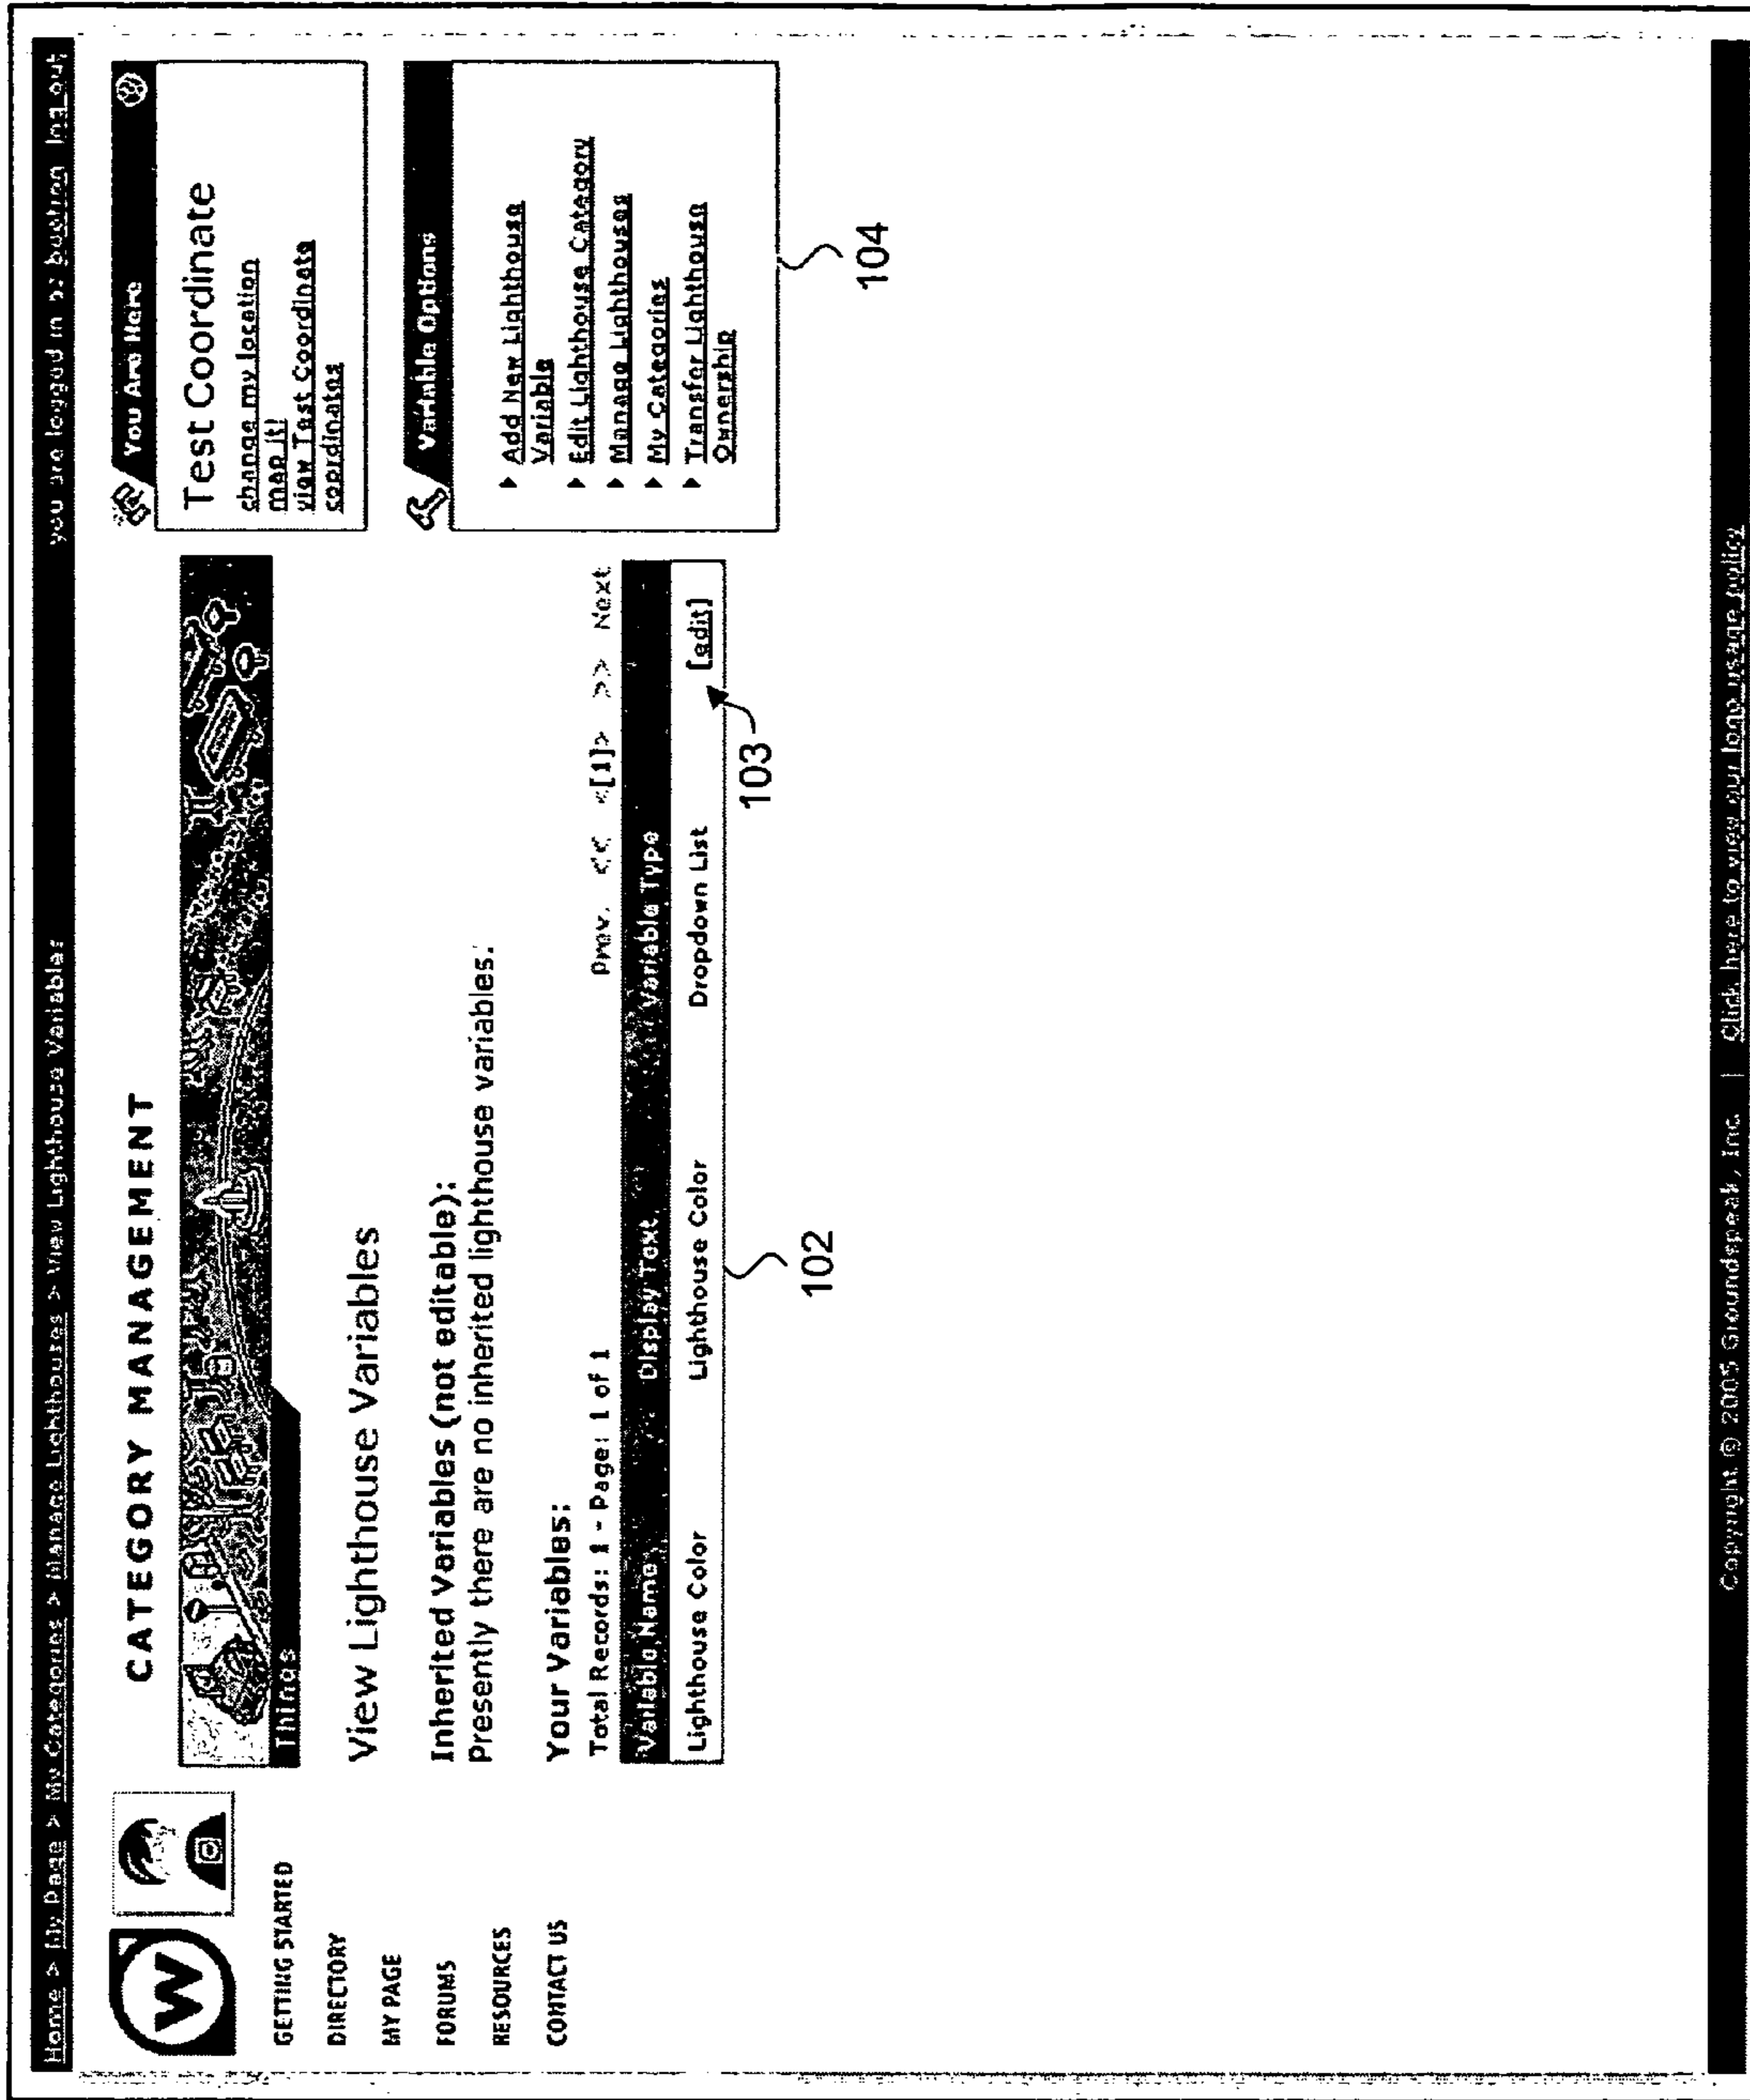 Home > My Page > My Categories > Manage Lighthouses > View Lighthouse Variables
you are logged in as log out
GETTING STARTED
DIRECTORY
MY PAGE
FORUMS
RESOURCES
CONTACT US
CATEGORY MANAGEMENT
Things
View Lighthouse Variables
Inherited Variables (not editable):
Presently there are no inherited lighthouse variables.
Your Variables:
Total Records: 1 - Page: 1 of 1
Prev. << <[1]> >> Next
Variable Name Display Text Variable Type
Lighthouse Color Lighthouse Color Dropdown List [edit]
102
103
You Are Here
Test Coordinate
change my location
map it!
view Test Coordinate
coordinates
Variable Options
Add New Lighthouse
Variable
Edit Lighthouse Category
Manage Lighthouses
My Categories
Transfer Lighthouse
Ownership
104
Copyright © 2005 Groundspeak, Inc. | Click here to view our logo usage policy